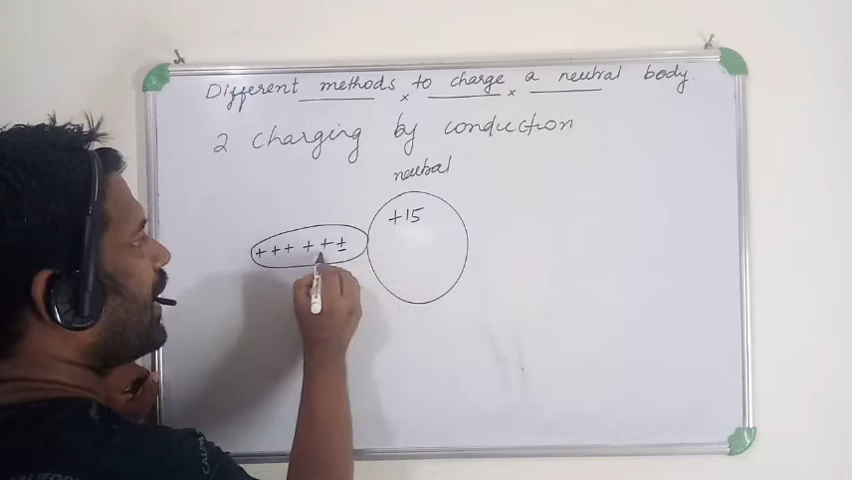 Different methods to charge a neutral body
2 charging by conduction
neutral
+15
+ + + + + ±